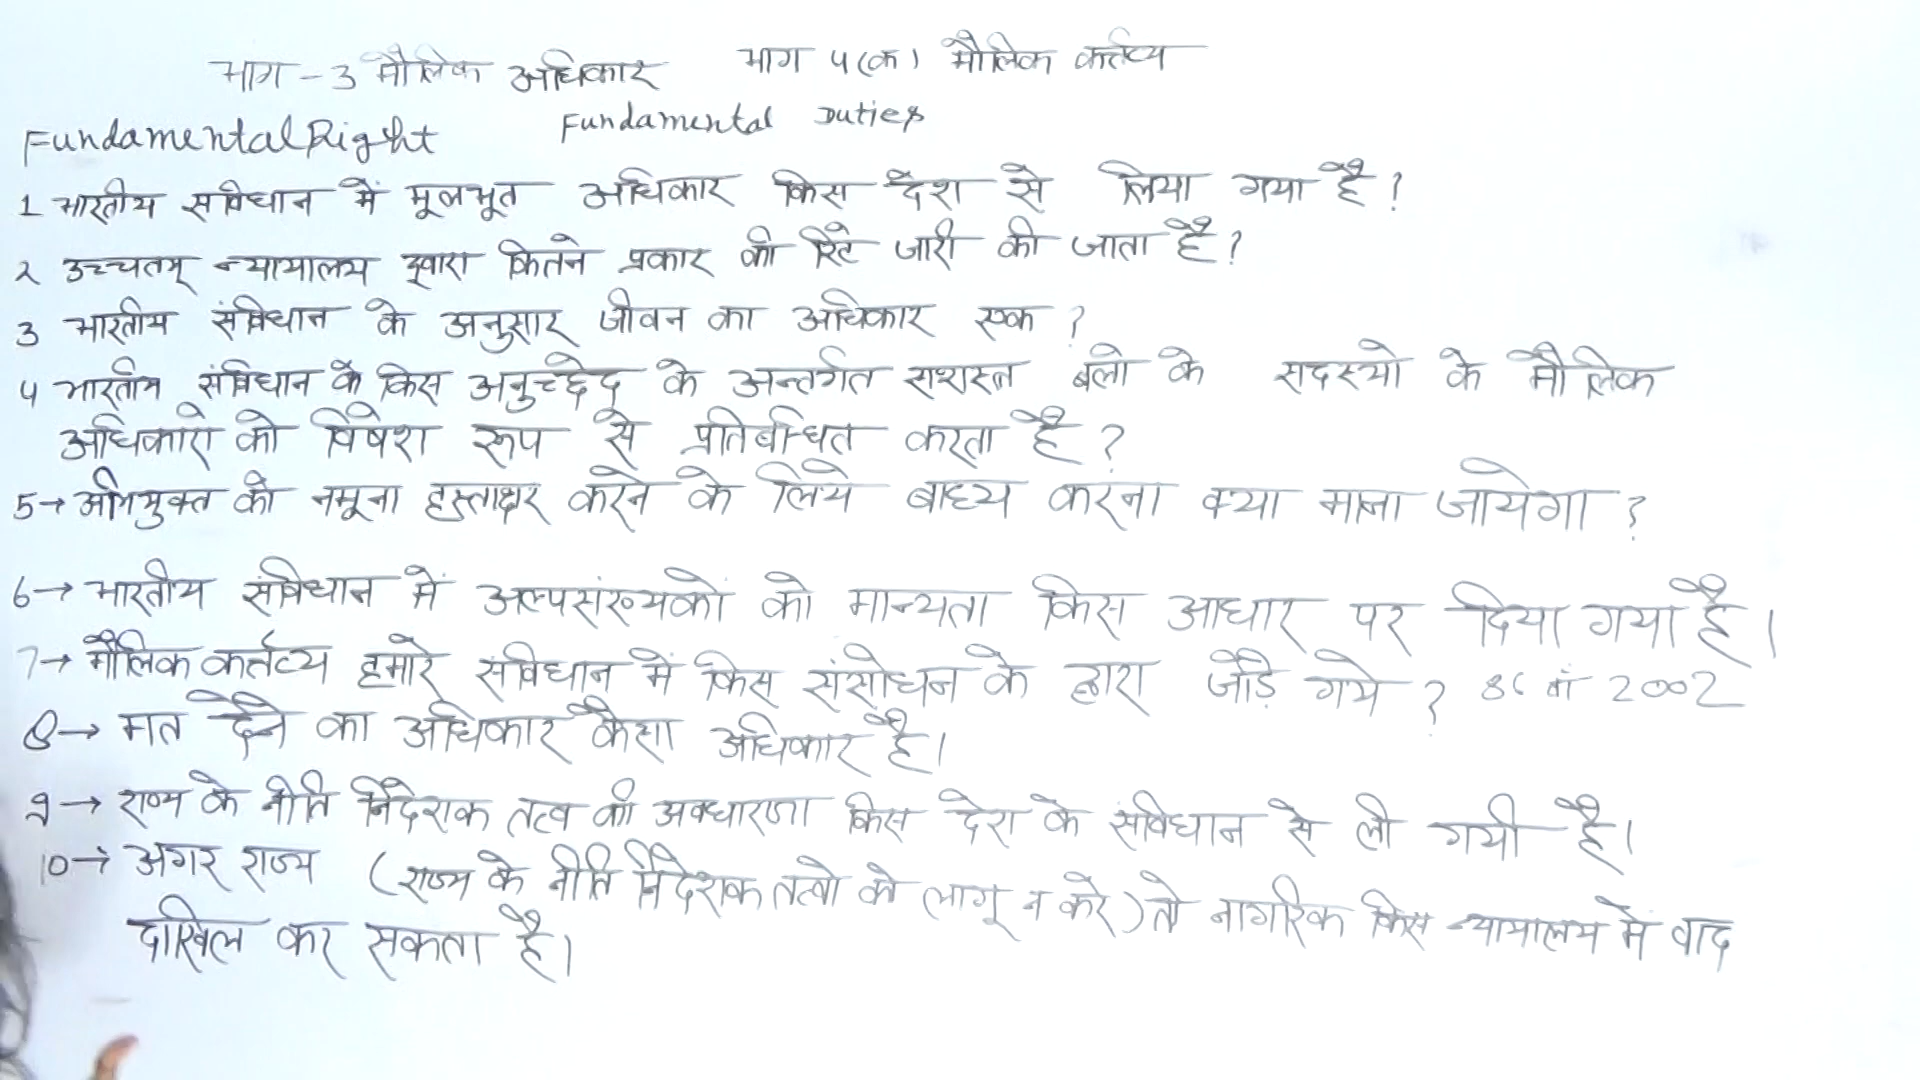 भाग - 3 मौलिक अधिकार भाग 4(क) मौलिक कर्त्तव्य
Fundamental Right Fundamental Duties
1 भारतीय सविधान में मूलभूत अधिकार किस देश से लिया गया है ?
2 उच्चतम् न्यायालय द्वारा कितने प्रकार की रिटे जारी की जाता है ?
3 भारतीय संविधान के अनुसार जीवन का अधिकार एक ?
4 भारतीय संविधान के किस अनुच्छेद के अन्तर्गत सशस्त्र बलो के सदस्यो के मौलिक
अधिकारो को विषेश रूप से प्रतिबन्धित करता है ?
5→ अभियुक्त को नमूना हस्ताक्षर करने के लिये बाध्य करना क्या माना जायेगा ?
6→ भारतीय संविधान में अल्पसंख्यकों को मान्यता किस आधार पर दिया गया है।
7→ मौलिक कर्तव्य हमारे संविधान में किस संसोधन के द्वारा जोड़े गये ? 86 वाँ 2002
8→ मत देने का अधिकार कैसा अधिकार है।
9→ राज्य के नीति निदेशक तत्व की अवधारणा किस देश के संविधान से ली गयी है।
10→ अगर राज्य (राज्य के नीति निदेशक तत्वो को लागू न करे) तो नागरिक किस न्यायालय में वाद
दाखिल कर सकता है।